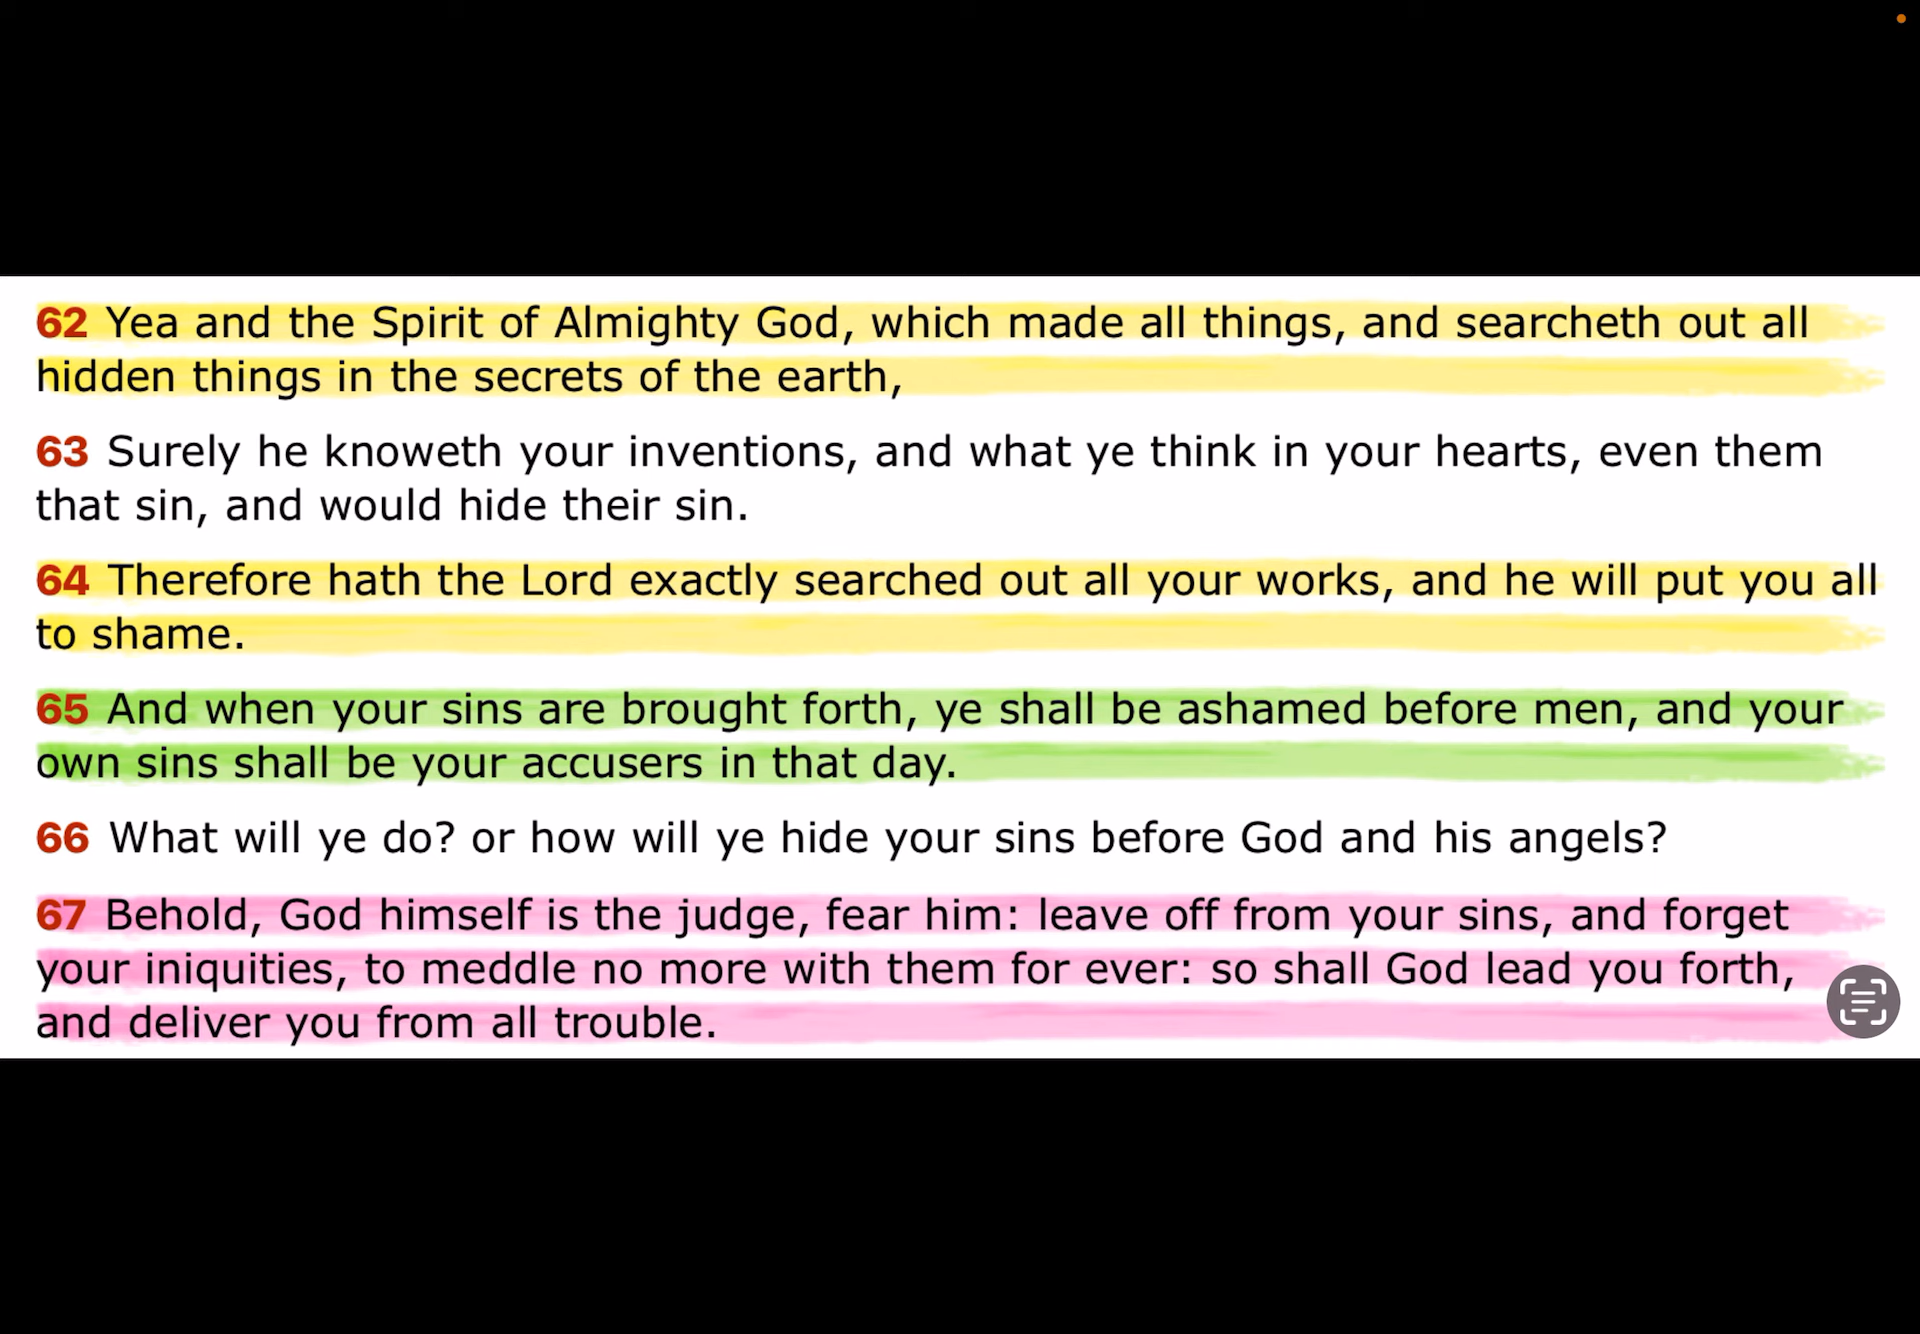 62 Yea and the Spirit of Almighty God, which made all things, and searcheth out all
hidden things in the secrets of the earth,
63 Surely he knoweth your inventions, and what ye think in your hearts, even them
that sin, and would hide their sin.
64 Therefore hath the Lord exactly searched out all your works, and he will put you all
to shame.
65 And when your sins are brought forth, ye shall be ashamed before men, and your
own sins shall be your accusers in that day.
66 What will ye do? or how will ye hide your sins before God and his angels?
67 Behold, God himself is the judge, fear him: leave off from your sins, and forget
your iniquities, to meddle no more with them for ever: so shall God lead you forth,
and deliver you from all trouble.